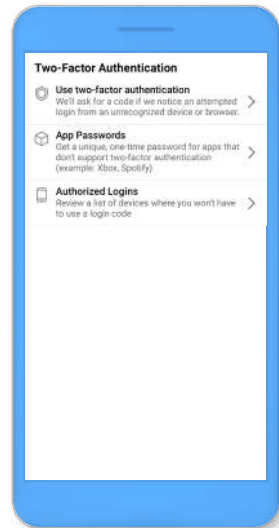 Two-Factor Authentication
Use two-factor authentication
We'll ask for a code if we notice an attempted
login from an unrecognized device or browser.
App Passwords
Get a unique, one-time password for apps that
don't support two-factor authentication
(example: Xbox, Spotify)
Authorized Logins
Review a list of devices where you won't have
to use a login code